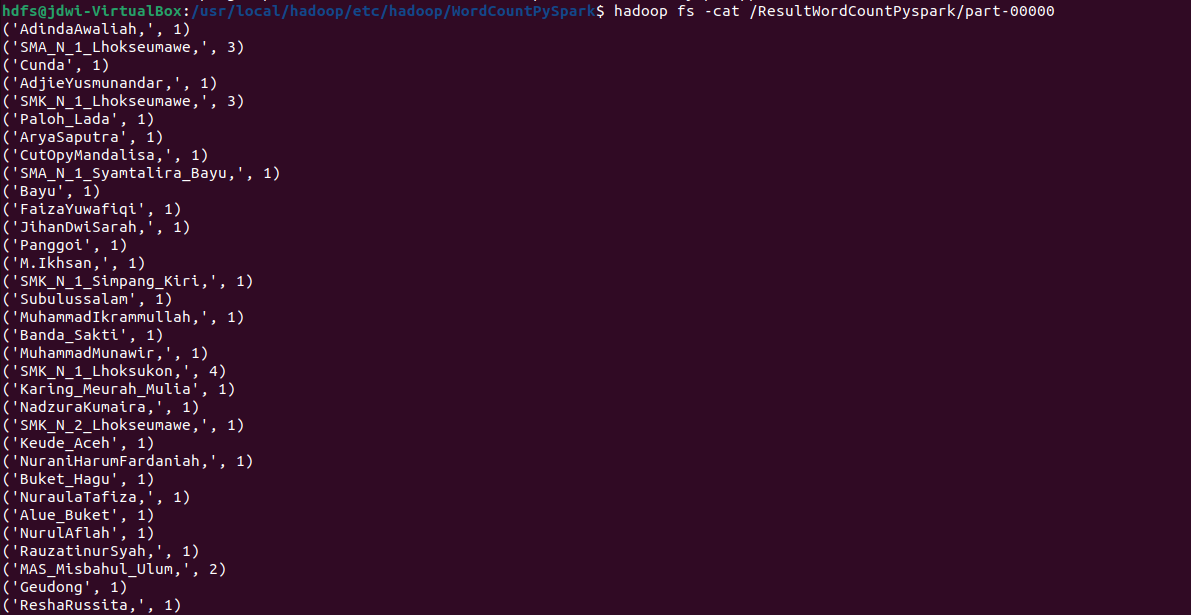 hdfs@jdwi-VirtualBox:/usr/local/hadoop/etc/hadoop/WordCountPySpark$ hadoop fs -cat /ResultWordCountPyspark/part-00000
('AdindaAwaliah,', 1)
('SMA_N_1_Lhokseumawe,', 3)
('Cunda', 1)
('AdjieYusmunandar,', 1)
('SMK_N_1_Lhokseumawe,', 3)
('Paloh_Lada', 1)
('AryaSaputra', 1)
('CutOpyMandalisa,', 1)
('SMA_N_1_Syamtalira_Bayu,', 1)
('Bayu', 1)
('FaizaYuwafiqi', 1)
('JihanDwiSarah,', 1)
('Panggoi', 1)
('M.Ikhsan,', 1)
('SMK_N_1_Simpang_Kiri,', 1)
('Subulussalam', 1)
('MuhammadIkrammullah,', 1)
('Banda_Sakti', 1)
('MuhammadMunawir,', 1)
('SMK_N_1_Lhoksukon,', 4)
('Karing_Meurah_Mulia', 1)
('NadzuraKumaira,', 1)
('SMK_N_2_Lhokseumawe,', 1)
('Keude_Aceh', 1)
('NuraniHarumFardaniah,', 1)
('Buket_Hagu', 1)
('NuraulaTafiza,', 1)
('Alue_Buket', 1)
('NurulAflah', 1)
('RauzatinurSyah,', 1)
('MAS_Misbahul_Ulum,', 2)
('Geudong', 1)
('ReshaRussita,', 1)